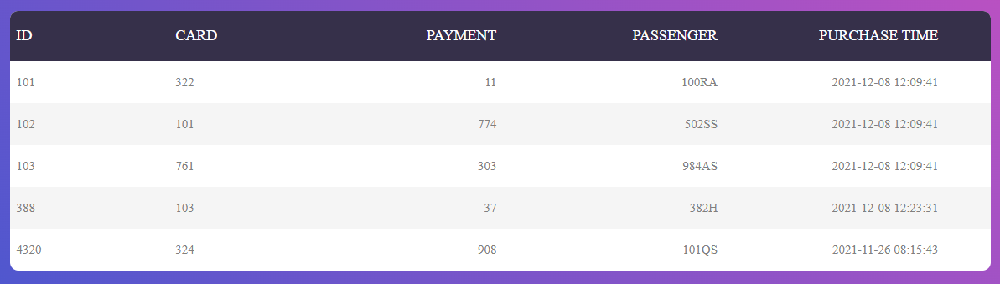 ID CARD PAYMENT PASSENGER PURCHASE TIME
101 322 11 100RA 2021-12-08 12:09:41
102 101 774 502SS 2021-12-08 12:09:41
103 761 303 984AS 2021-12-08 12:09:41
388 103 37 382H 2021-12-08 12:23:31
4320 324 908 101QS 2021-11-26 08:15:43